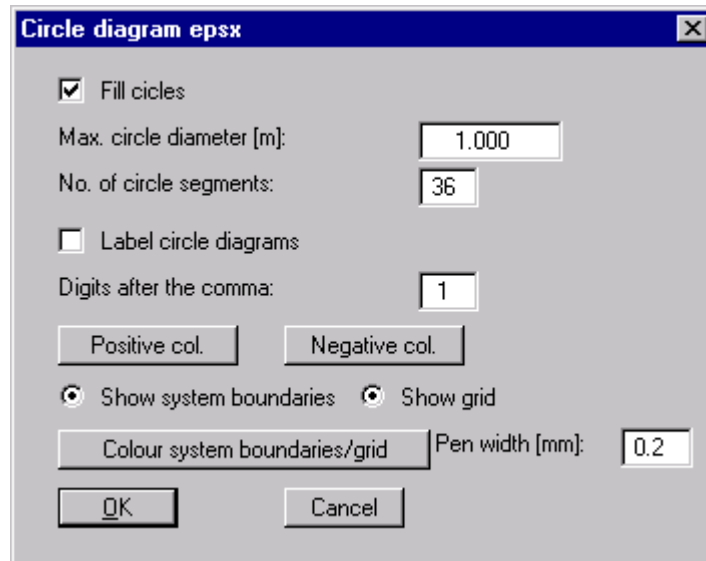 Circle diagram epsx
Fill cicles
Max. circle diameter [m]: 1.000
No. of circle segments: 36
Label circle diagrams
Digits after the comma: 1
Positive col. Negative col.
Show system boundaries Show grid
Colour system boundaries/grid Pen width [mm]: 0.2
OK Cancel